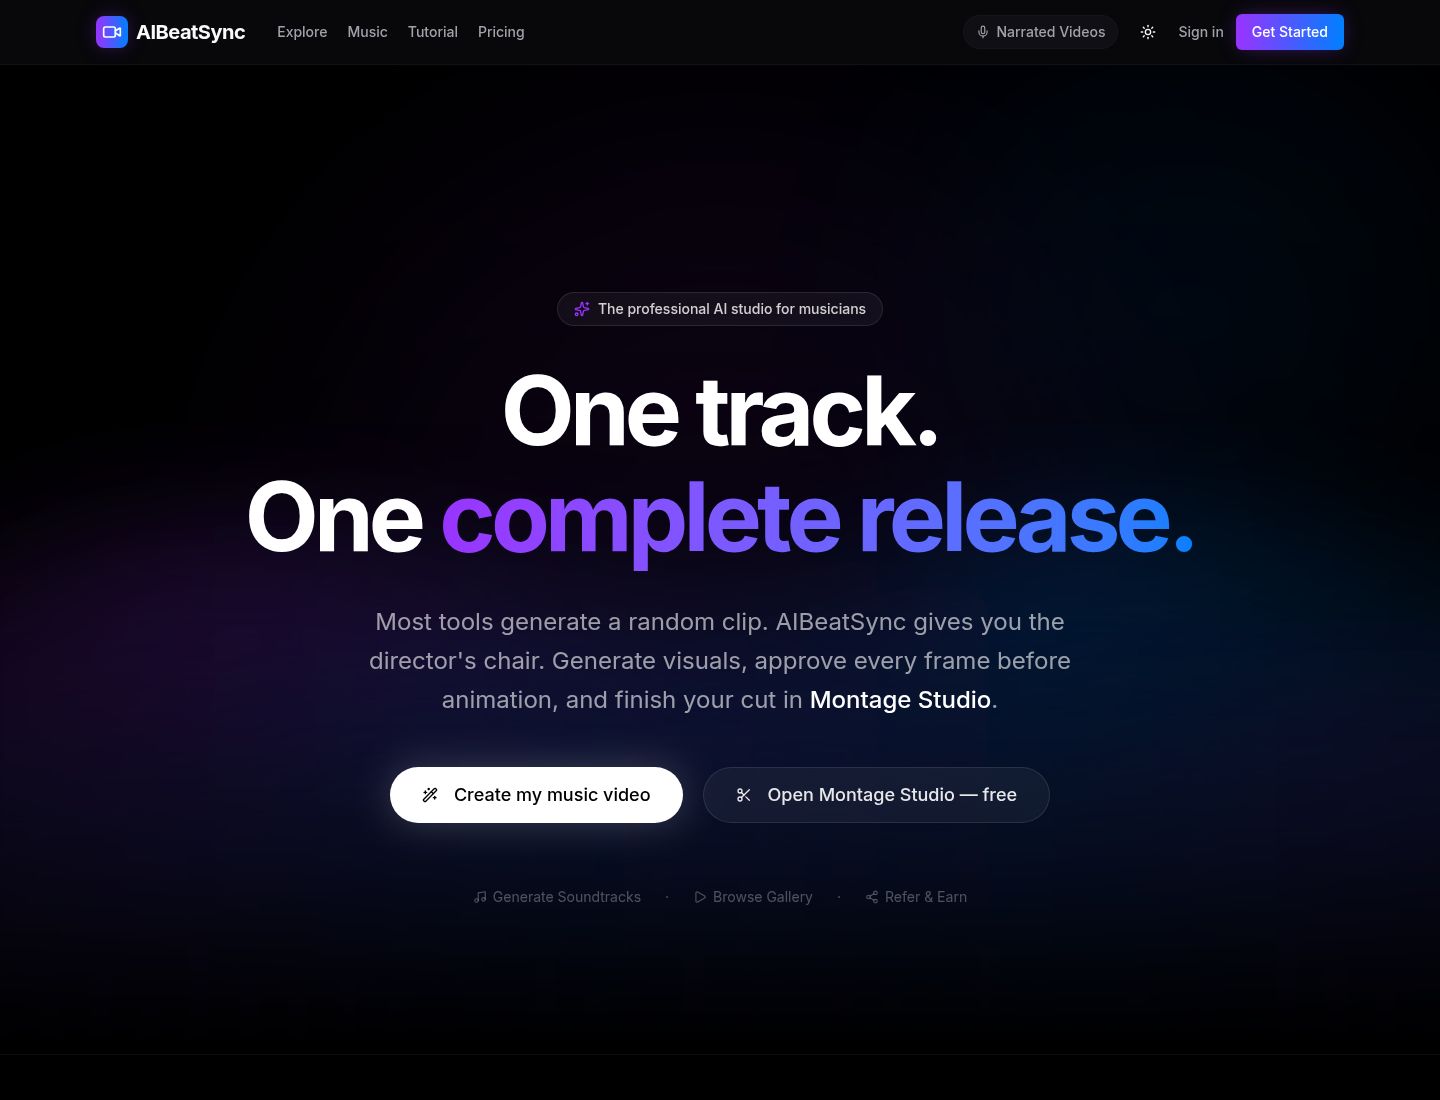 AIBeatSync
Explore
Music
Tutorial
Pricing
Narrated Videos
Sign in
Get Started
The professional AI studio for musicians
One track.
One complete release.
Most tools generate a random clip. AIBeatSync gives you the
director's chair. Generate visuals, approve every frame before
animation, and finish your cut in Montage Studio.
Create my music video
Open Montage Studio — free
Generate Soundtracks · Browse Gallery · Refer & Earn